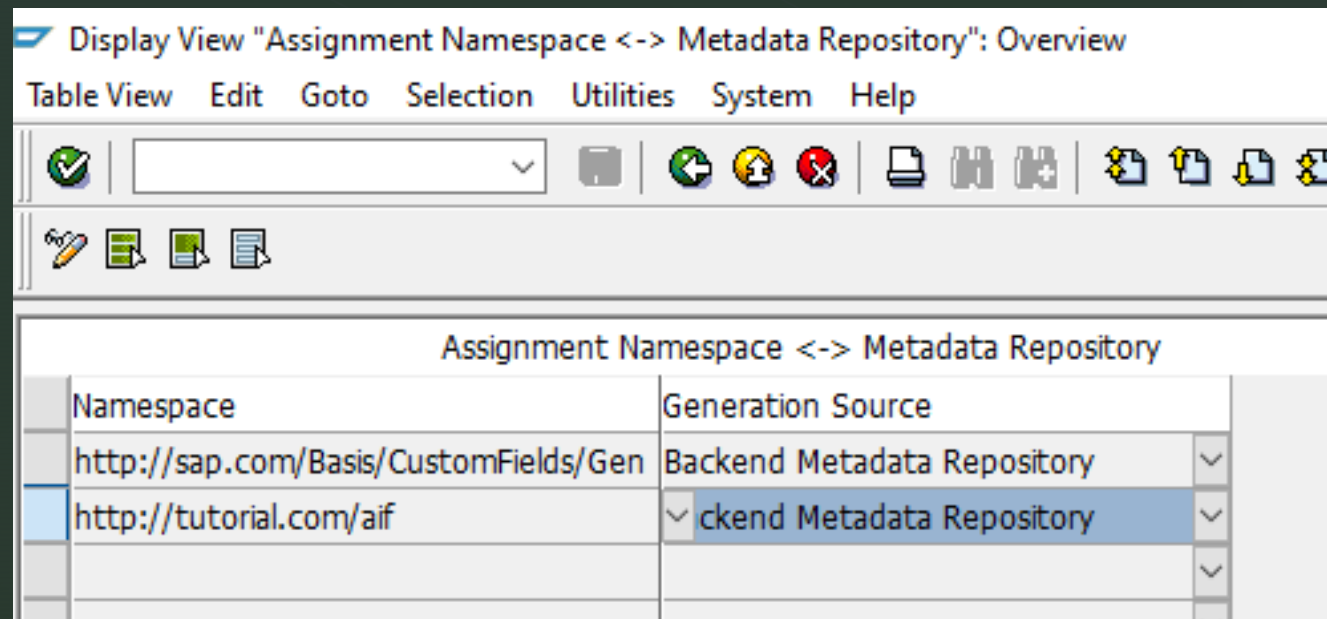 Display View "Assignment Namespace <-> Metadata Repository": Overview
Table View Edit Goto Selection Utilities System Help
Assignment Namespace <-> Metadata Repository
Namespace Generation Source
http://sap.com/Basis/CustomFields/Gen Backend Metadata Repository
http://tutorial.com/aif ckend Metadata Repository